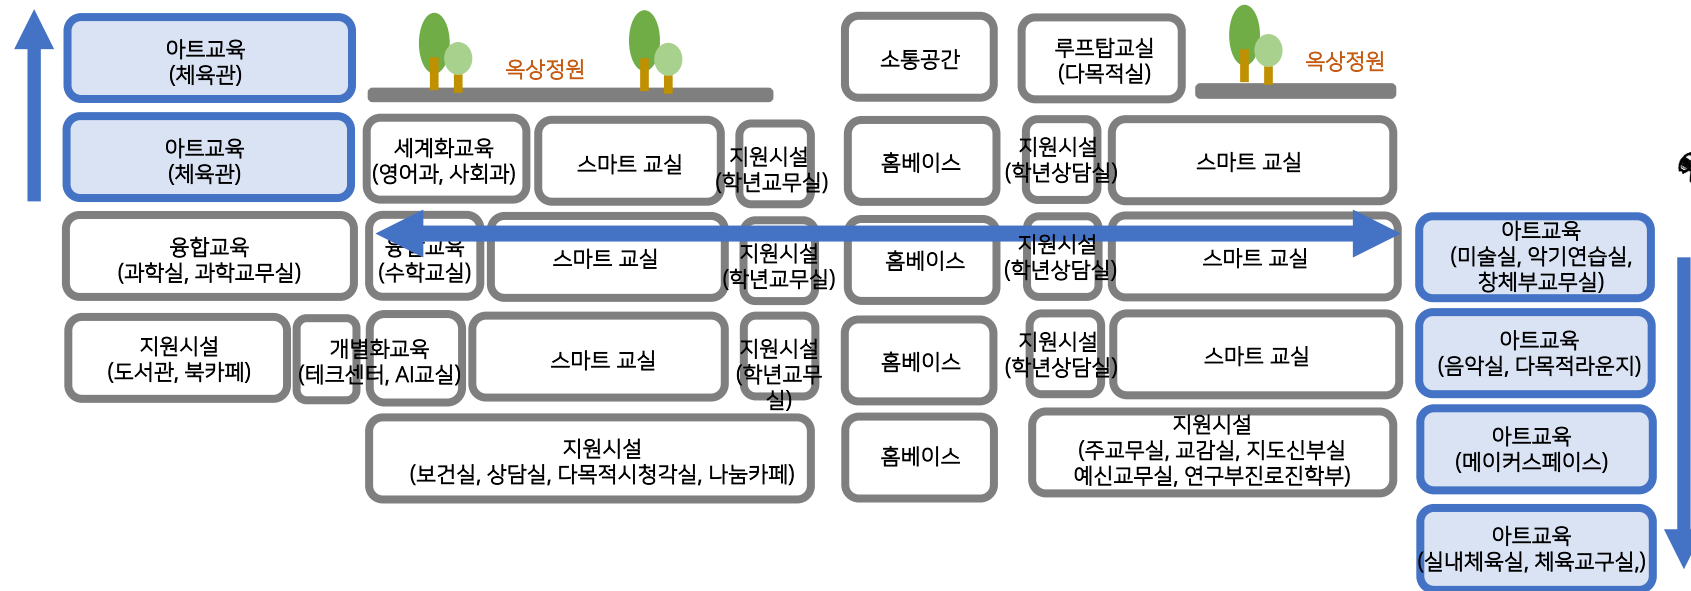 아트교육
(체육관)
옥상정원
소통공간
루프탑교실
(다목적실)
옥상정원
아트교육
(체육관)
세계화교육
(영어과, 사회과)
스마트 교실
지원시설
(학년교무실)
홈베이스
지원시설
(학년상담실)
스마트 교실
융합교육
(과학실, 과학교무실)
융합교육
(수학교실)
스마트 교실
지원시설
(학년교무실)
홈베이스
지원시설
(학년상담실)
스마트 교실
아트교육
(미술실, 악기연습실,
창체부교무실)
지원시설
(도서관, 북카페)
개별화교육
(테크센터, AI교실)
스마트 교실
지원시설
(학년교무
실)
홈베이스
지원시설
(학년상담실)
스마트 교실
아트교육
(음악실, 다목적라운지)
지원시설
(보건실, 상담실, 다목적시청각실, 나눔카페)
홈베이스
지원시설
(주교무실, 교감실, 지도신부실
예신교무실, 연구부진로진학부)
아트교육
(메이커스페이스)
아트교육
(실내체육실, 체육교구실,)